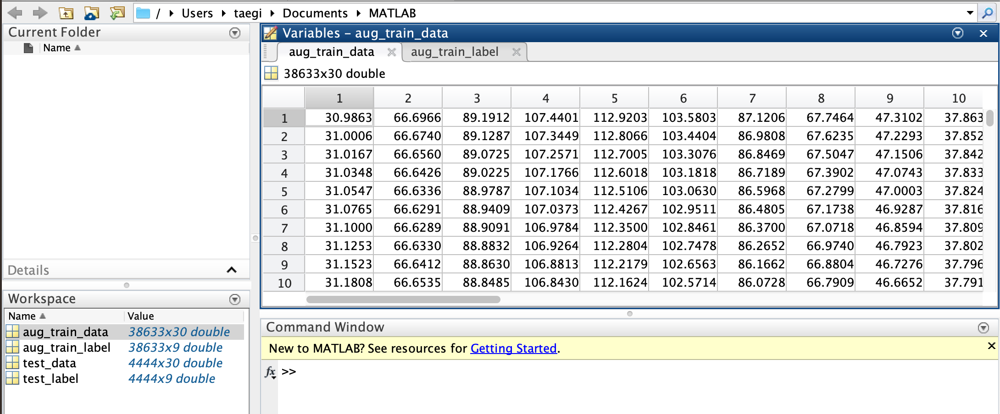 / ▸ Users ▸ taegi ▸ Documents ▸ MATLAB
Current Folder
Name
Details
Workspace
Name Value
aug_train_data 38633x30 double
aug_train_label 38633x9 double
test_data 4444x30 double
test_label 4444x9 double
Variables – aug_train_data
aug_train_data aug_train_label
38633x30 double
1 2 3 4 5 6 7 8 9 10
1 30.9863 66.6966 89.1912 107.4401 112.9203 103.5803 87.1206 67.7464 47.3102 37.863
2 31.0006 66.6740 89.1287 107.3449 112.8066 103.4404 86.9808 67.6235 47.2293 37.852
3 31.0167 66.6560 89.0725 107.2571 112.7005 103.3076 86.8469 67.5047 47.1506 37.842
4 31.0348 66.6426 89.0225 107.1766 112.6018 103.1818 86.7189 67.3902 47.0743 37.833
5 31.0547 66.6336 88.9787 107.1034 112.5106 103.0630 86.5968 67.2799 47.0003 37.824
6 31.0765 66.6291 88.9409 107.0373 112.4267 102.9511 86.4805 67.1738 46.9287 37.816
7 31.1000 66.6289 88.9091 106.9784 112.3500 102.8461 86.3700 67.0718 46.8594 37.809
8 31.1253 66.6330 88.8832 106.9264 112.2804 102.7478 86.2652 66.9740 46.7923 37.802
9 31.1523 66.6412 88.8630 106.8813 112.2179 102.6563 86.1662 66.8804 46.7276 37.796
10 31.1808 66.6535 88.8485 106.8430 112.1624 102.5714 86.0728 66.7909 46.6652 37.791
Command Window
New to MATLAB? See resources for Getting Started.
fx >>